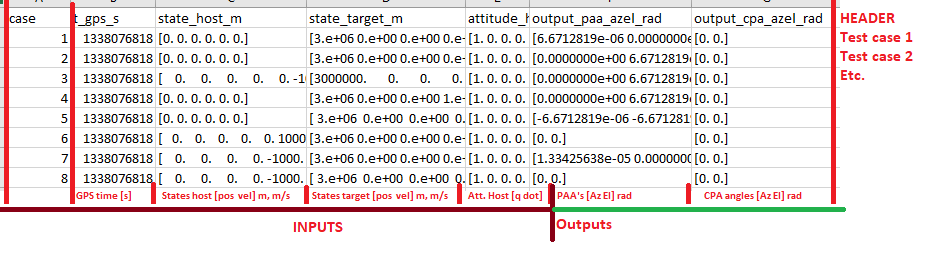 case t_gps_s state_host_m state_target_m attitude_h output_paa_azel_rad output_cpa_azel_rad HEADER
1 1338076818 [0. 0. 0. 0. 0. 0.] [3.e+06 0.e+00 0.e+00 0.e- [1. 0. 0. 0. [6.6712819e-06 0.0000000e [0. 0.] Test case 1
2 1338076818 [0. 0. 0. 0. 0. 0.] [3.e+06 0.e+00 0.e+00 0.e- [1. 0. 0. 0. [0.0000000e+00 6.6712819 [0. 0.] Test case 2
3 1338076818 [ 0. 0. 0. 0. 0. -1 [3000000. 0. 0. 0. [1. 0. 0. 0. [0.0000000e+00 6.6712819 [0. 0.] Etc.
4 1338076818 [0. 0. 0. 0. 0. 0.] [3.e+06 0.e+00 0.e+00 1.e- [1. 0. 0. 0. [0.0000000e+00 6.6712819 [0. 0.]
5 1338076818 [0. 0. 0. 0. 0. 0.] [ 3.e+06 0.e+00 0.e+00 0. [1. 0. 0. 0. [-6.6712819e-06 -6.671281 [0. 0.]
6 1338076818 [ 0. 0. 0. 0. 0. 1000 [3.e+06 0.e+00 0.e+00 0.e- [1. 0. 0. 0. [0. 0.] [0. 0.]
7 1338076818 [ 0. 0. 0. 0. -1000. [3.e+06 0.e+00 0.e+00 0.e- [1. 0. 0. 0. [1.33425638e-05 0.000000 [0. 0.]
8 1338076818 [ 0. 0. 0. 0. -1000. [ 3.e+06 0.e+00 0.e+00 0. [1. 0. 0. 0. [0. 0.] [0. 0.]
GPS time [s] States host [pos vel] m, m/s States target [pos vel] m, m/s Att. Host [q dot] PAA's [Az El] rad CPA angles [Az El] rad
INPUTS Outputs